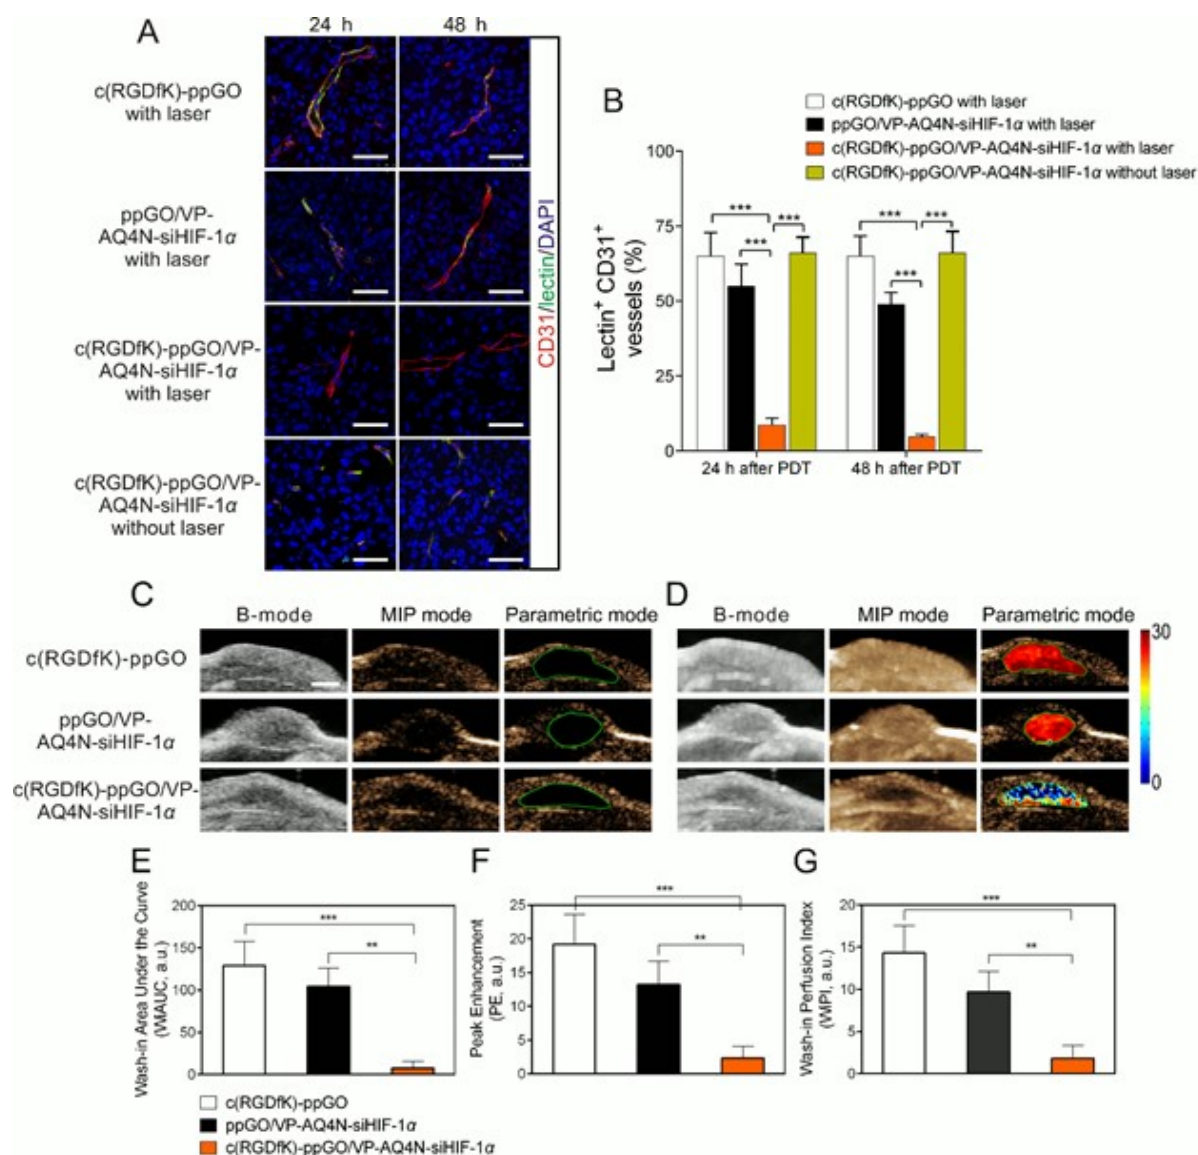 A
24 h
48 h
c(RGDfK)-ppGO
with laser
ppGO/VP-
AQ4N-siHIF-1α
with laser
c(RGDfK)-ppGO/VP-
AQ4N-siHIF-1α
with laser
c(RGDfK)-ppGO/VP-
AQ4N-siHIF-1α
without laser
CD31/lectin/DAPI
B
c(RGDfK)-ppGO with laser
ppGO/VP-AQ4N-siHIF-1α with laser
c(RGDfK)-ppGO/VP-AQ4N-siHIF-1α with laser
c(RGDfK)-ppGO/VP-AQ4N-siHIF-1α without laser
Lectin⁺ CD31⁺
vessels (%)
100
75
50
25
0
*** *** ***
*** *** ***
24 h after PDT
48 h after PDT
C
B-mode
MIP mode
Parametric mode
D
B-mode
MIP mode
Parametric mode
c(RGDfK)-ppGO
ppGO/VP-
AQ4N-siHIF-1α
c(RGDfK)-ppGO/VP-
AQ4N-siHIF-1α
30
0
E
Wash-in Area Under the Curve
(WiAUC, a.u.)
200
150
100
50
0
***
**
F
Peak Enhancement
(PE, a.u.)
25
20
15
10
5
0
***
**
G
Wash-in Perfusion Index
(WiPI, a.u.)
20
15
10
5
0
***
**
c(RGDfK)-ppGO
ppGO/VP-AQ4N-siHIF-1α
c(RGDfK)-ppGO/VP-AQ4N-siHIF-1α